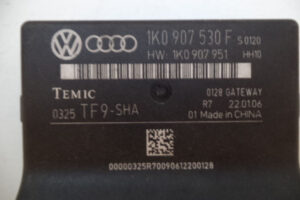 1K0 907 530 F S0120
HW: 1K0 907 951 HH10
TEMIC 0128 GATEWAY
0325 TF9-SHA R7 22.01.06
01 Made in CHINA
00000325R70090612200128